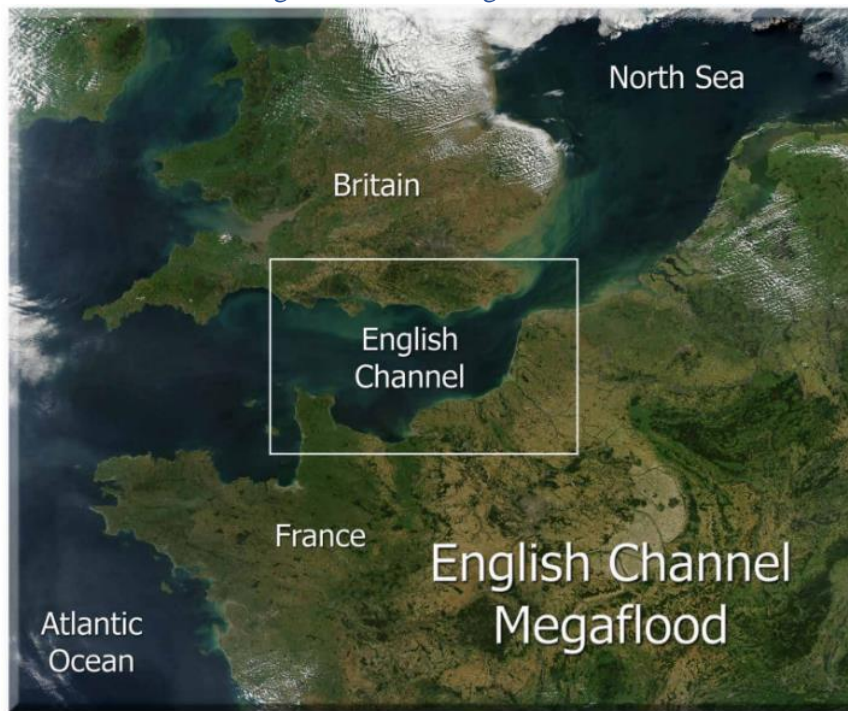 North Sea
Britain
English
Channel
France
English Channel
Megaflood
Atlantic
Ocean